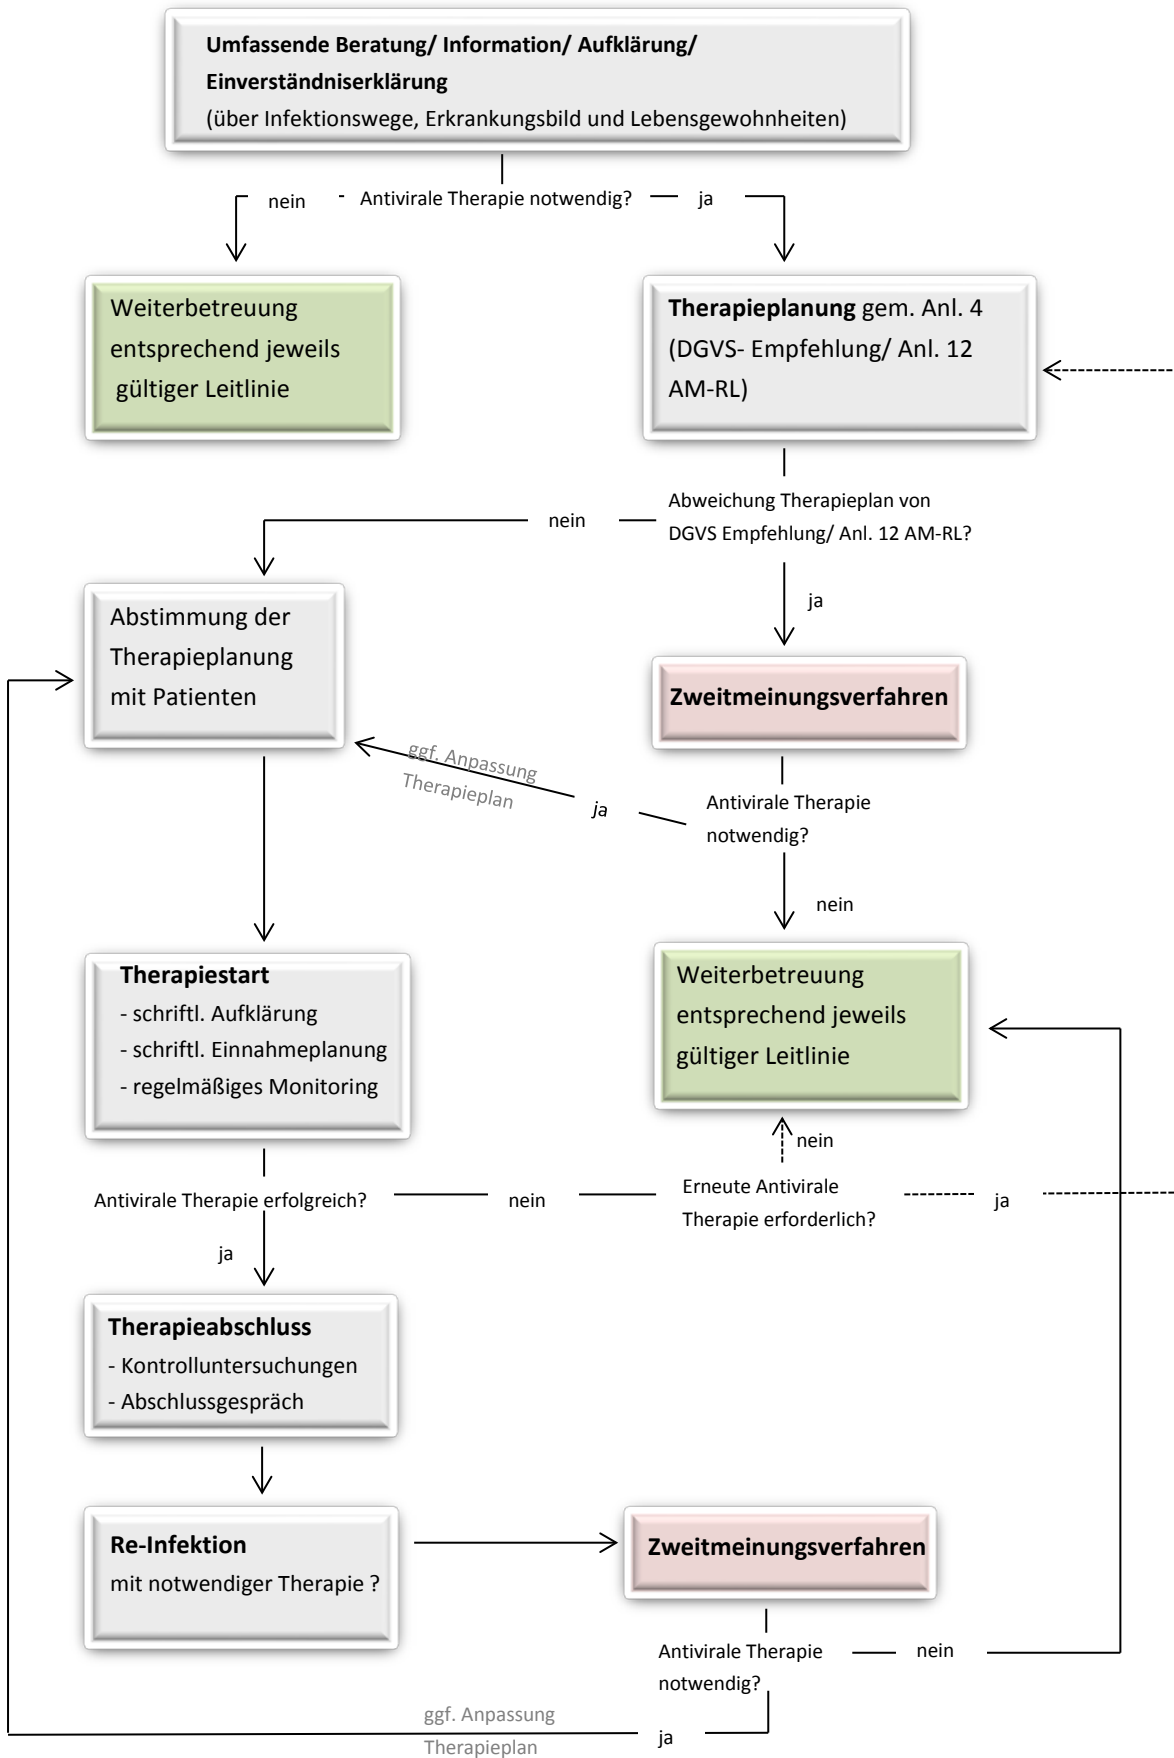 Umfassende Beratung/ Information/ Aufklärung/
Einverständniserklärung
(über Infektionswege, Erkrankungsbild und Lebensgewohnheiten)
nein
Antivirale Therapie notwendig?
ja
Weiterbetreuung
entsprechend jeweils
gültiger Leitlinie
Therapieplanung gem. Anl. 4
(DGVS- Empfehlung/ Anl. 12
AM-RL)
Abweichung Therapieplan von
DGVS Empfehlung/ Anl. 12 AM-RL?
nein
ja
Abstimmung der
Therapieplanung
mit Patienten
Zweitmeinungsverfahren
ggf. Anpassung
Therapieplan
ja
Antivirale Therapie
notwendig?
nein
Therapiestart
- schriftl. Aufklärung
- schriftl. Einnahmeplanung
- regelmäßiges Monitoring
Weiterbetreuung
entsprechend jeweils
gültiger Leitlinie
nein
Antivirale Therapie erfolgreich?
nein
Erneute Antivirale
Therapie erforderlich?
ja
ja
Therapieabschluss
- Kontrolluntersuchungen
- Abschlussgespräch
Re-Infektion
mit notwendiger Therapie ?
Zweitmeinungsverfahren
Antivirale Therapie
notwendig?
nein
ggf. Anpassung
Therapieplan
ja